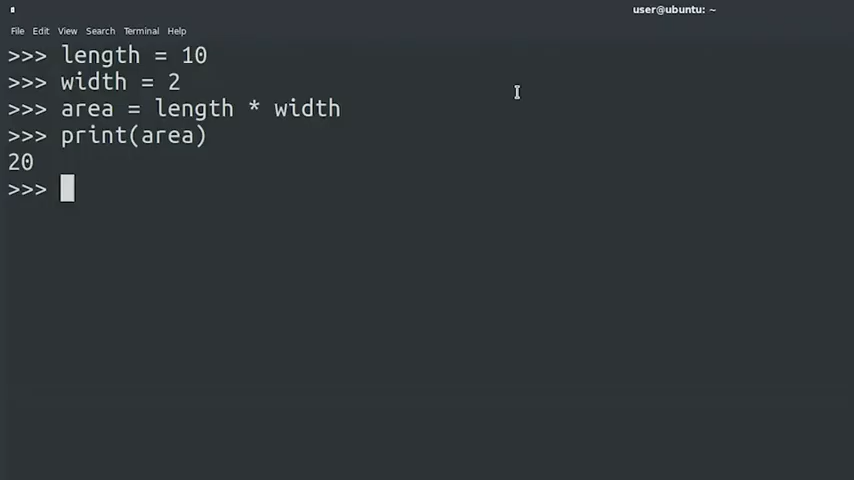 user@ubuntu: ~
File Edit View Search Terminal Help
>>> length = 10
>>> width = 2
>>> area = length * width
>>> print(area)
20
>>>